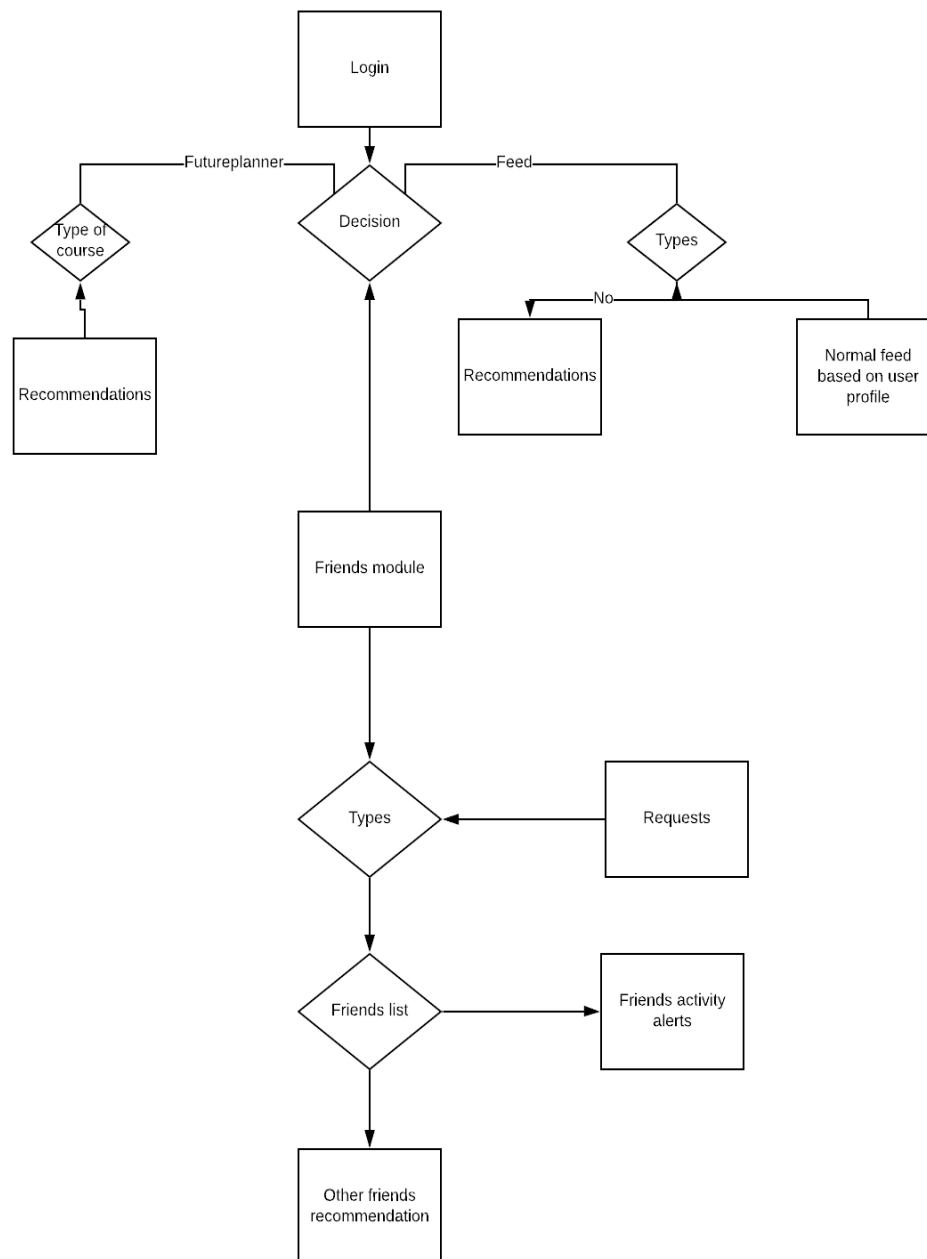 Login
Futureplanner
Feed
Decision
Type of
course
Types
No
Recommendations
Recommendations
Normal feed
based on user
profile
Friends module
Types
Requests
Friends list
Friends activity
alerts
Other friends
recommendation